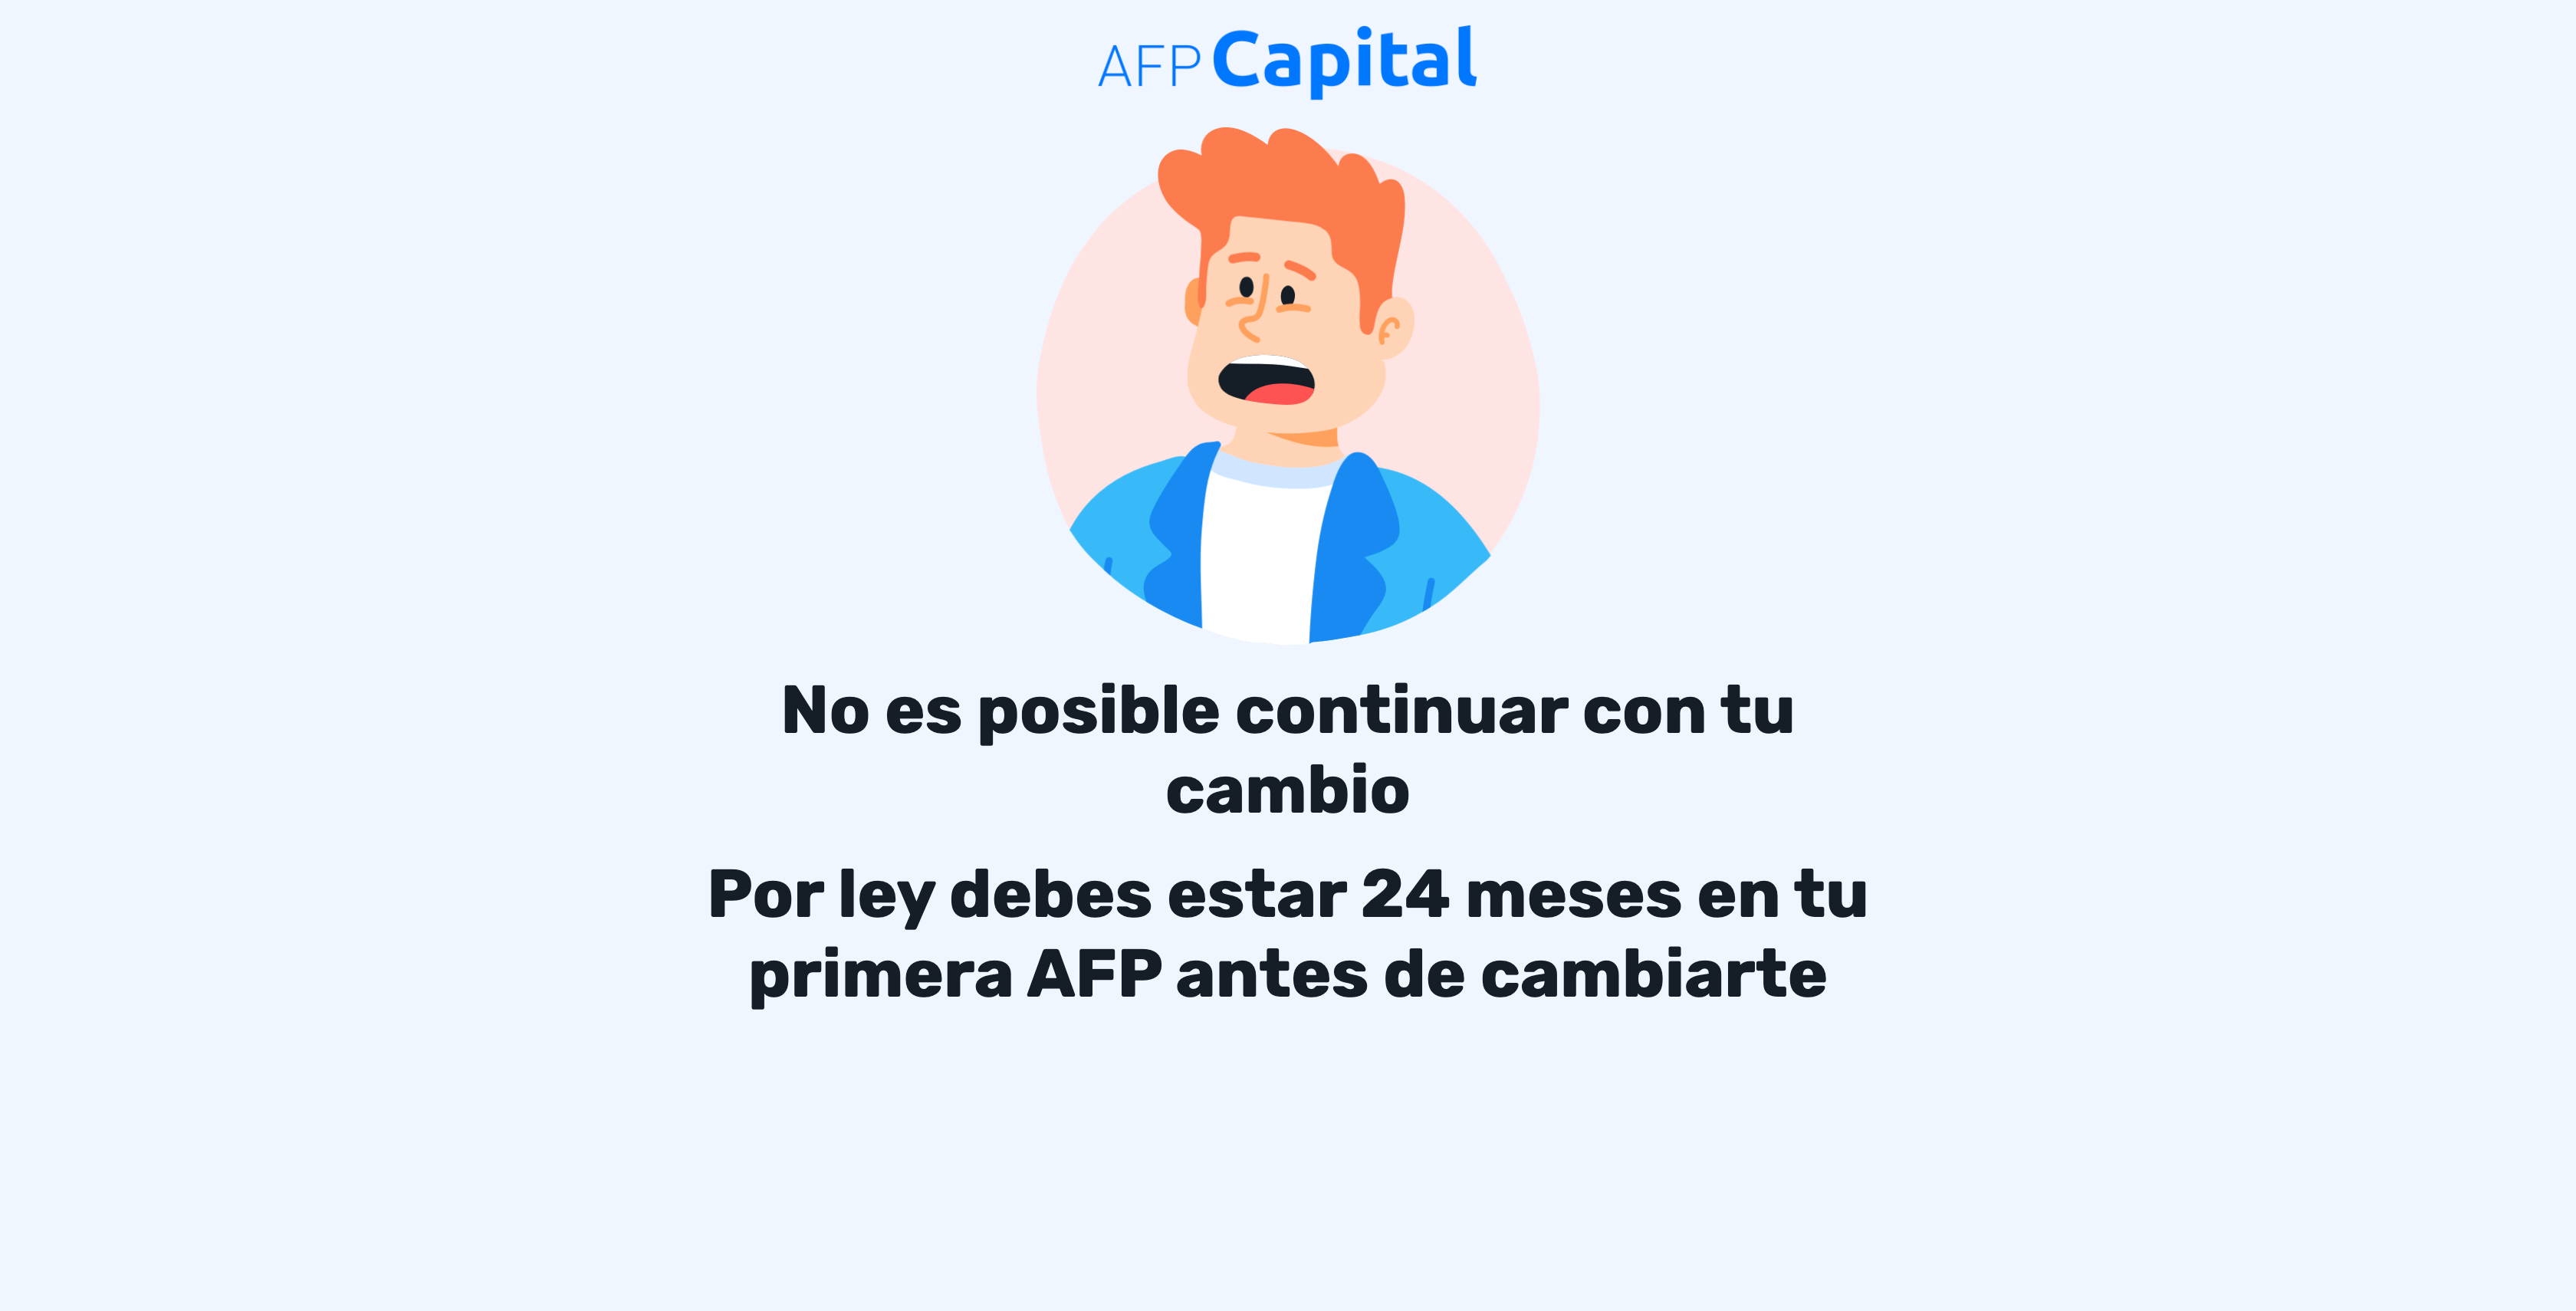 AFP Capital
No es posible continuar con tu
cambio
Por ley debes estar 24 meses en tu
primera AFP antes de cambiarte